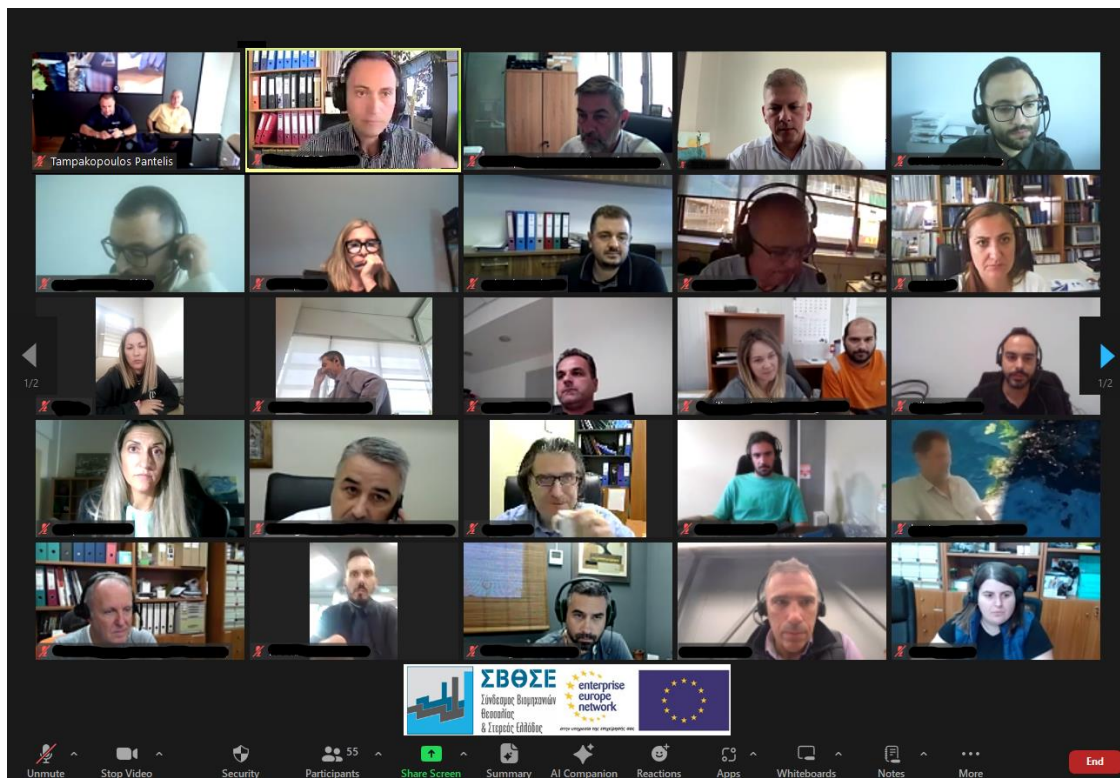 Tampakopoulos Pantelis
1/2
1/2
ΣΒΘΣΕ
Σύνδεσμος Βιομηχανιών
Θεσσαλίας
& Στερεάς Ελλάδος
enterprise
europe
network
Unmute
Stop Video
Security
55
Participants
Share Screen
Summary
AI Companion
Reactions
Apps
Whiteboards
Notes
More
End